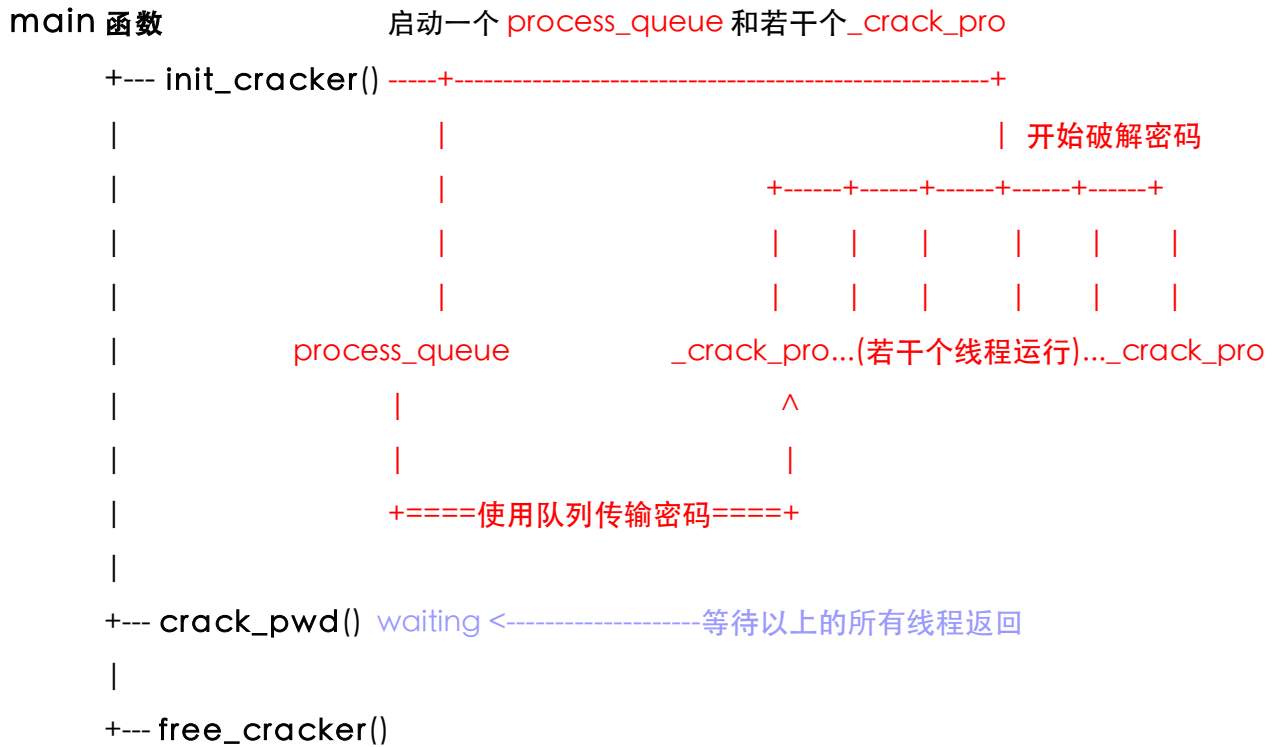 main 函数 启动一个 process_queue 和若干个_crack_pro
+--- init_cracker() -----+-----------------------------------------------------+
| | | 开始破解密码
| | +------+------+------+------+------+
| | | | | | | |
| | | | | | | |
| process_queue _crack_pro...(若干个线程运行)..._crack_pro
| | ^
| | |
| +====使用队列传输密码====+
|
+--- crack_pwd() waiting <--------------------等待以上的所有线程返回
|
+--- free_cracker()